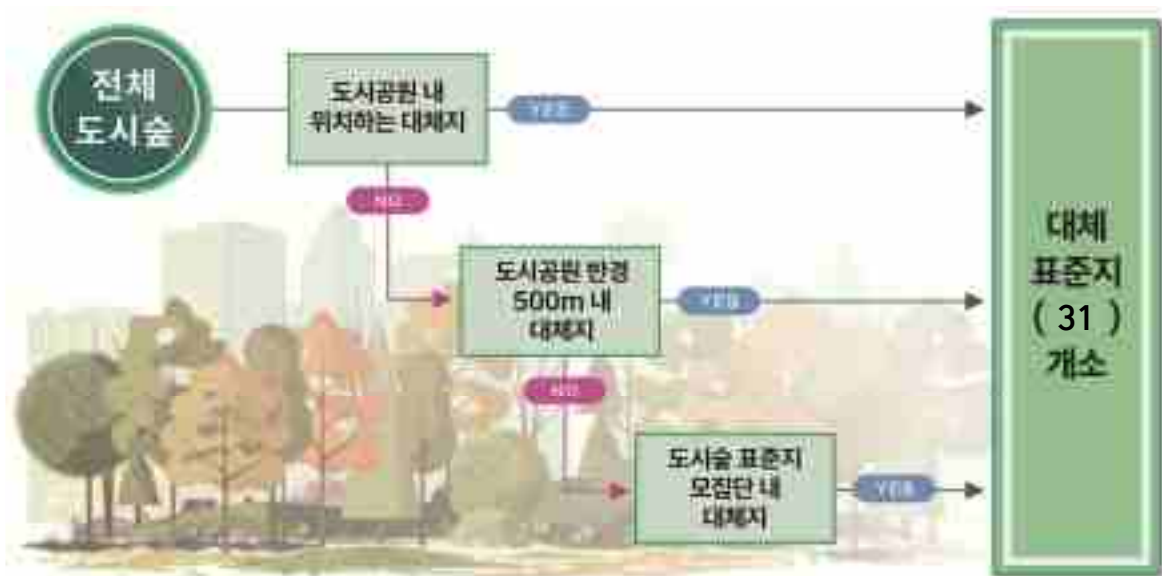 전체
도시숲
도시공원 내
위치하는 대체지
YES
NO
도시공원 반경
500m 내
대체지
YES
NO
도시숲 표준지
모집단 내
대체지
YES
대체
표준지
( 31 )
개소